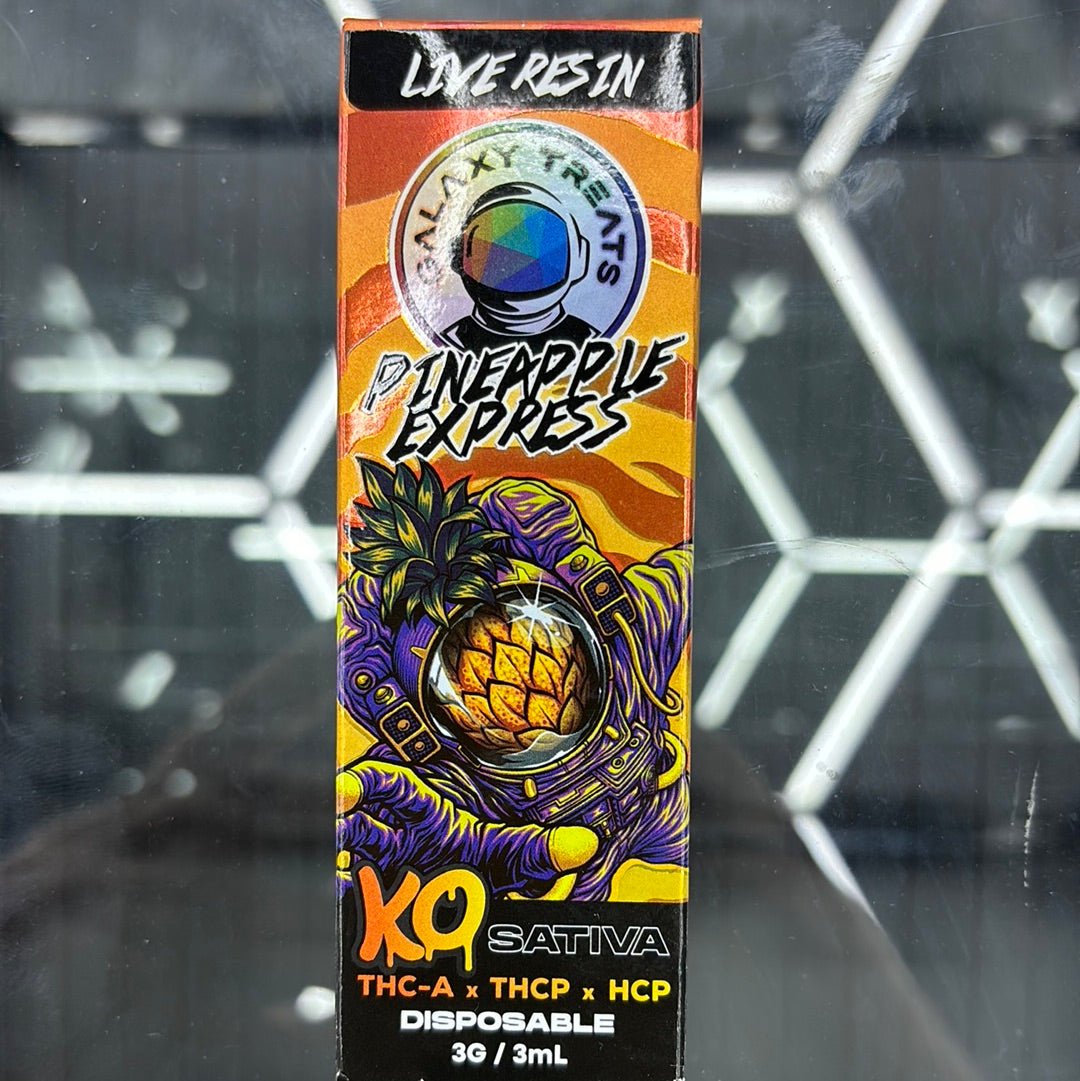 LIVE RESIN
GALAXY TREATS
PINEAPPLE
EXPRESS
KO SATIVA
THC-A x THCP x HCP
DISPOSABLE
3G / 3mL